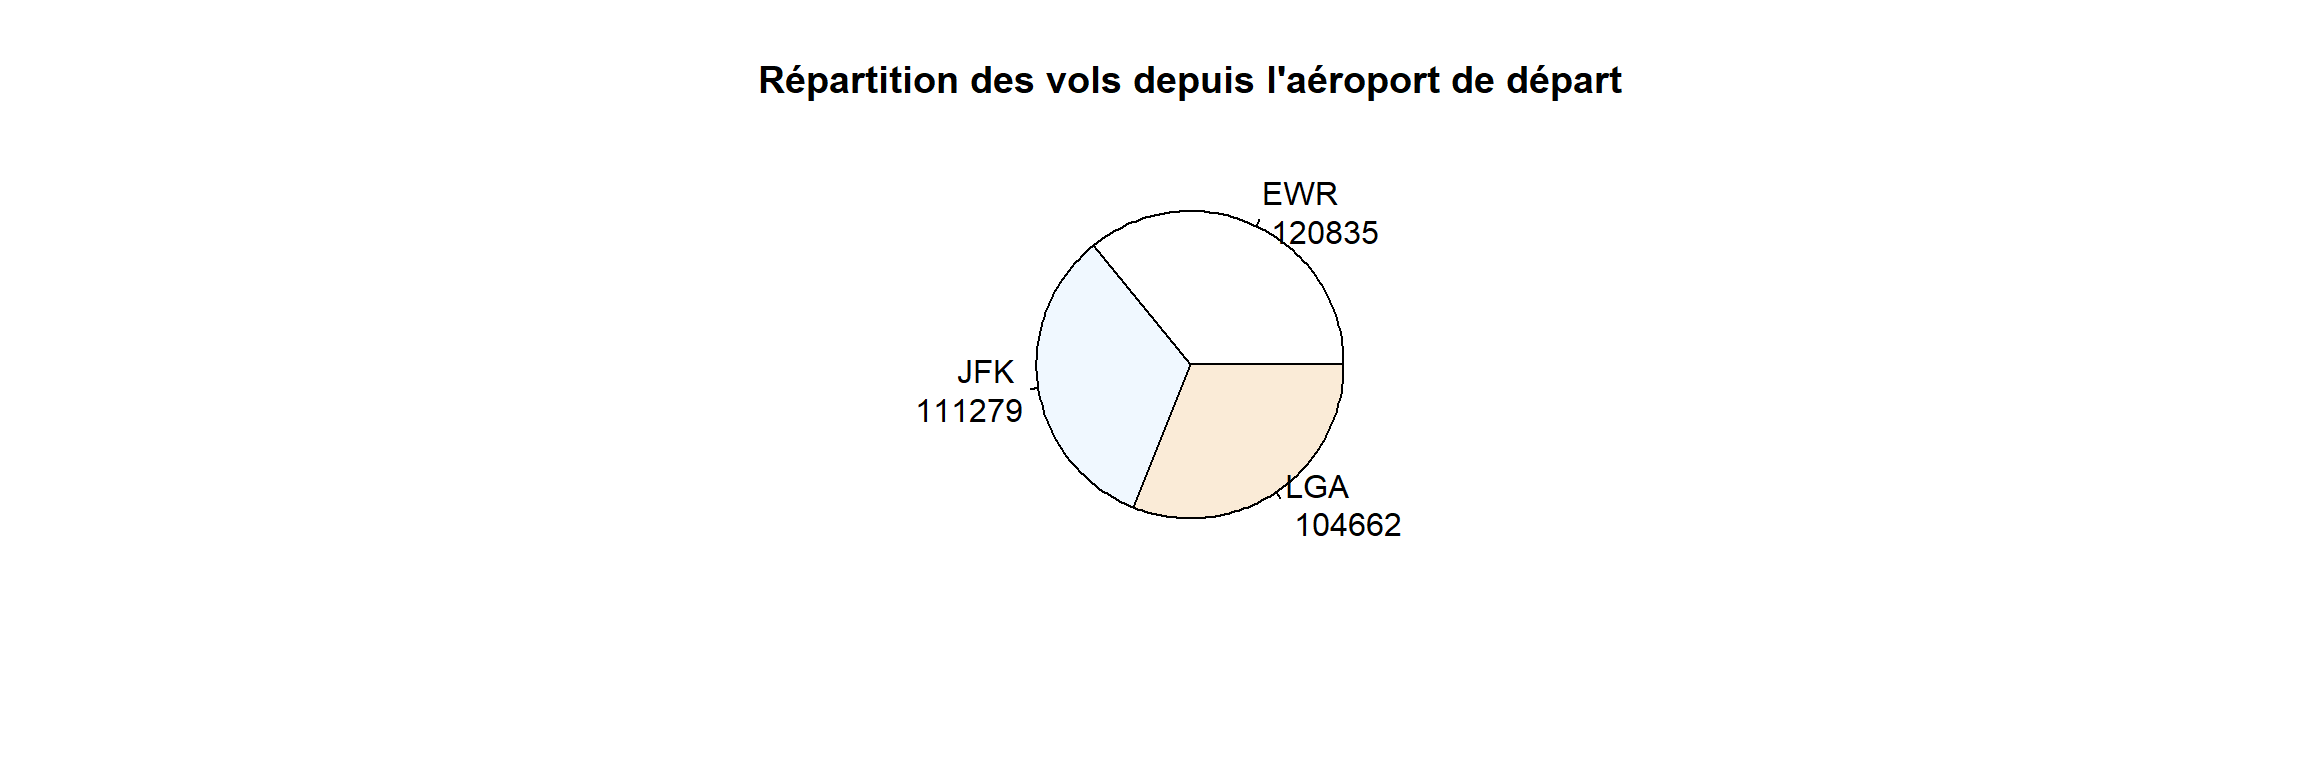 Répartition des vols depuis l'aéroport de départ
EWR
120835
JFK
111279
LGA
104662